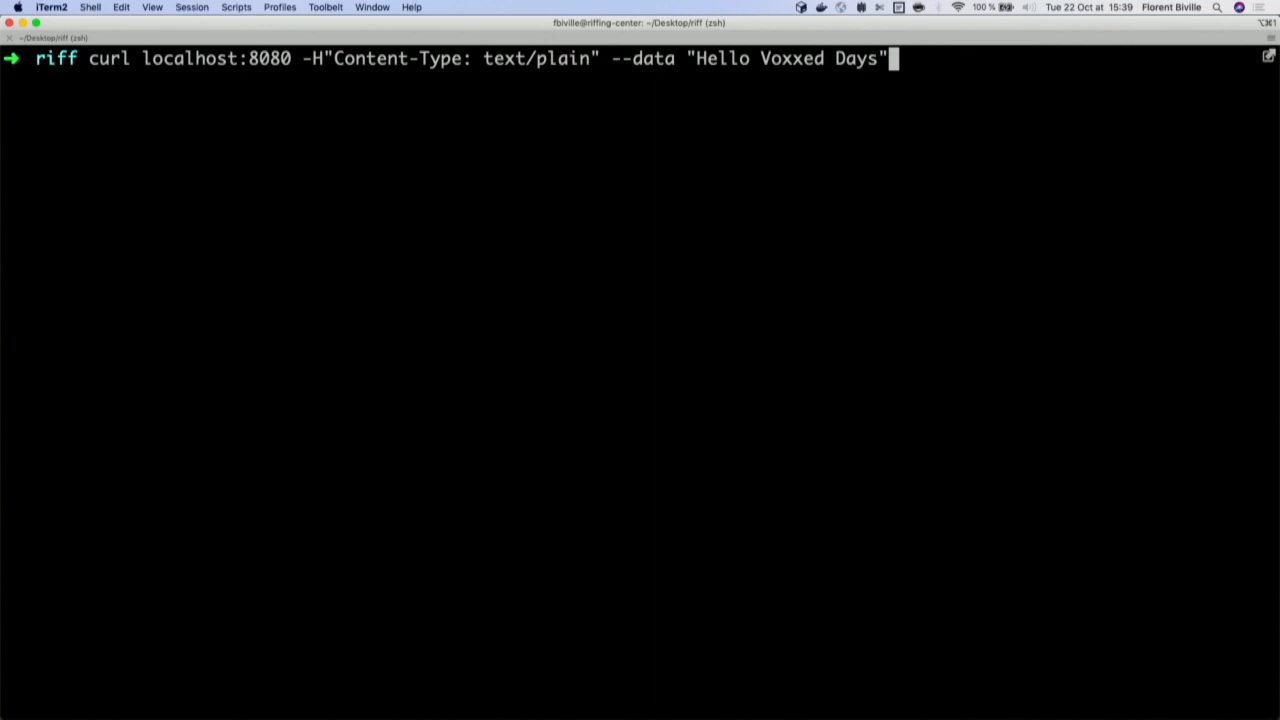 iTerm2 Shell Edit View Session Scripts Profiles Toolbelt Window Help 100 % Tue 22 Oct at 15:39 Florent Biville
fbiville@riffing-center: ~/Desktop/riff (zsh) ⌥⌘1
~/Desktop/riff (zsh)
➜ riff curl localhost:8080 -H"Content-Type: text/plain" --data "Hello Voxxed Days"